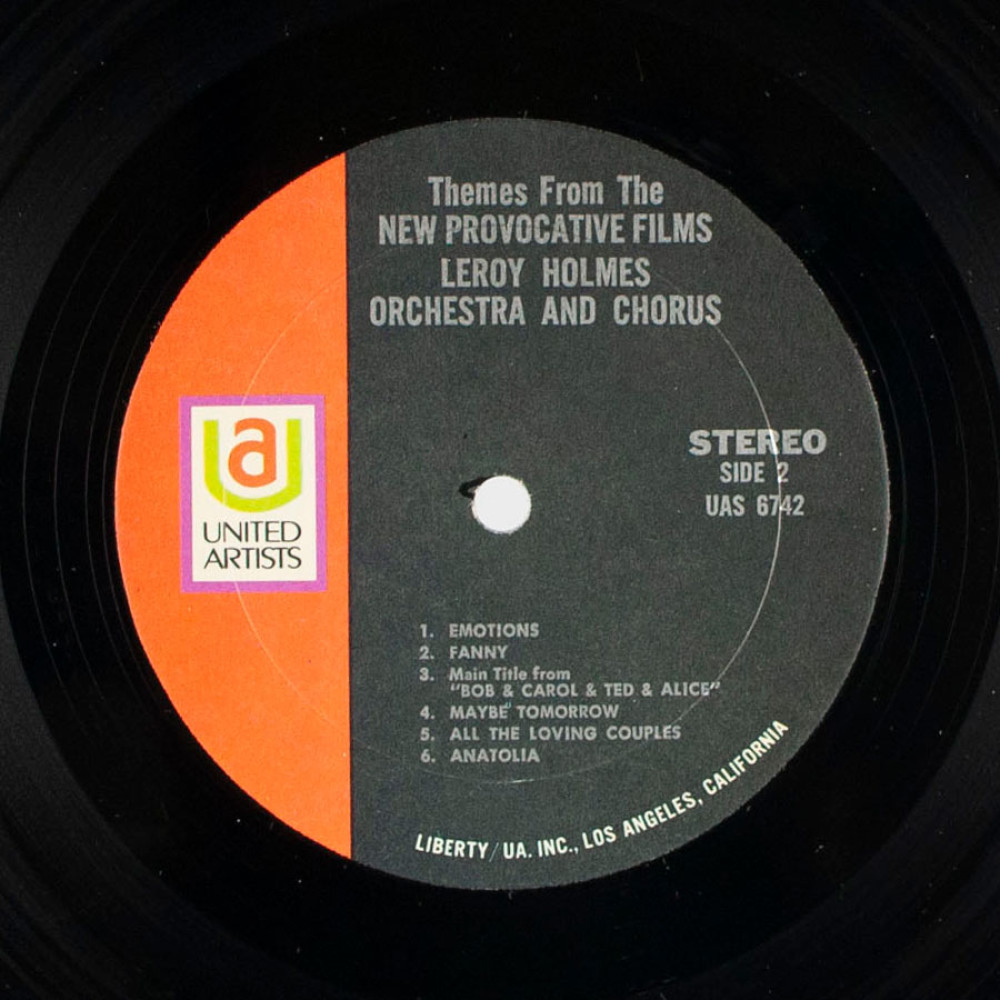 Themes From The
NEW PROVOCATIVE FILMS
LEROY HOLMES
ORCHESTRA AND CHORUS
ua
UNITED
ARTISTS
STEREO
SIDE 2
UAS 6742
1. EMOTIONS
2. FANNY
3. Main Title from
"BOB & CAROL & TED & ALICE"
4. MAYBE TOMORROW
5. ALL THE LOVING COUPLES
6. ANATOLIA
LIBERTY/UA. INC., LOS ANGELES, CALIFORNIA